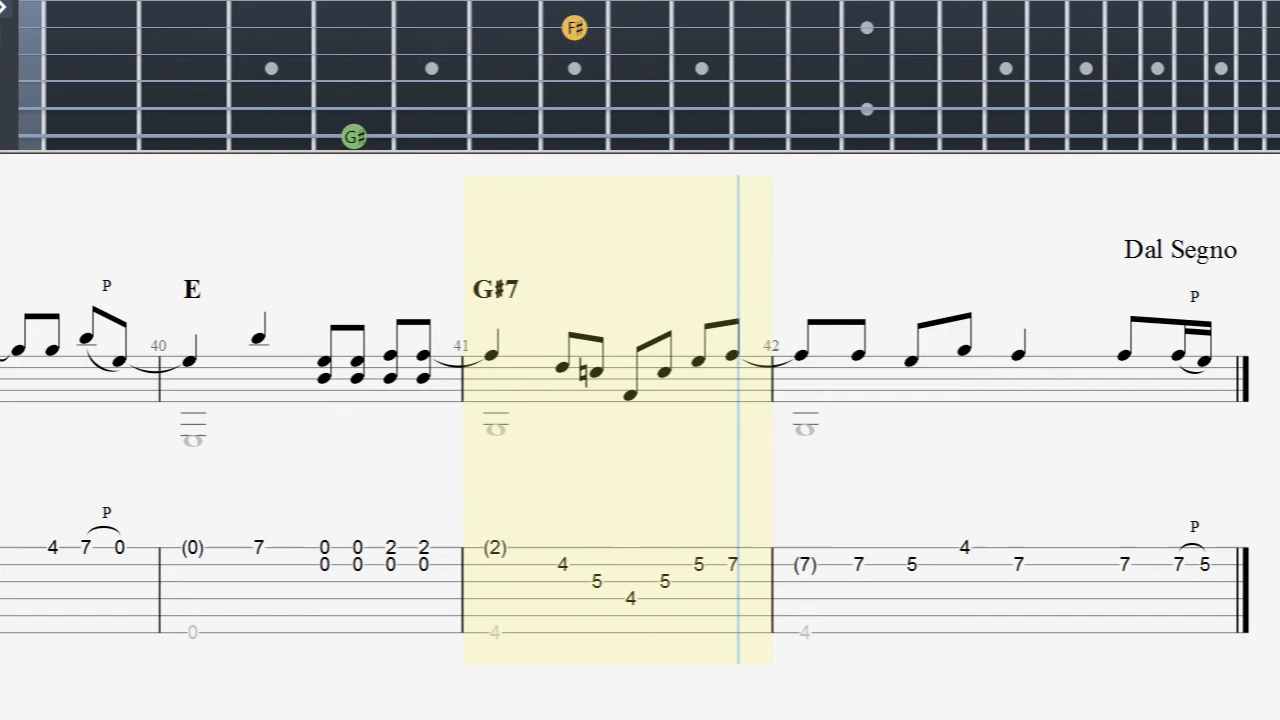 F♯
G♯
Dal Segno
P E G♯7 P
40 41 42
P P
4 7 0 (0) 7 0 0 2 2 (2) 4 (7) 7 5 4 7 7 7 5
0 0 0 0 4 5 7
5 5
4
0 4 4